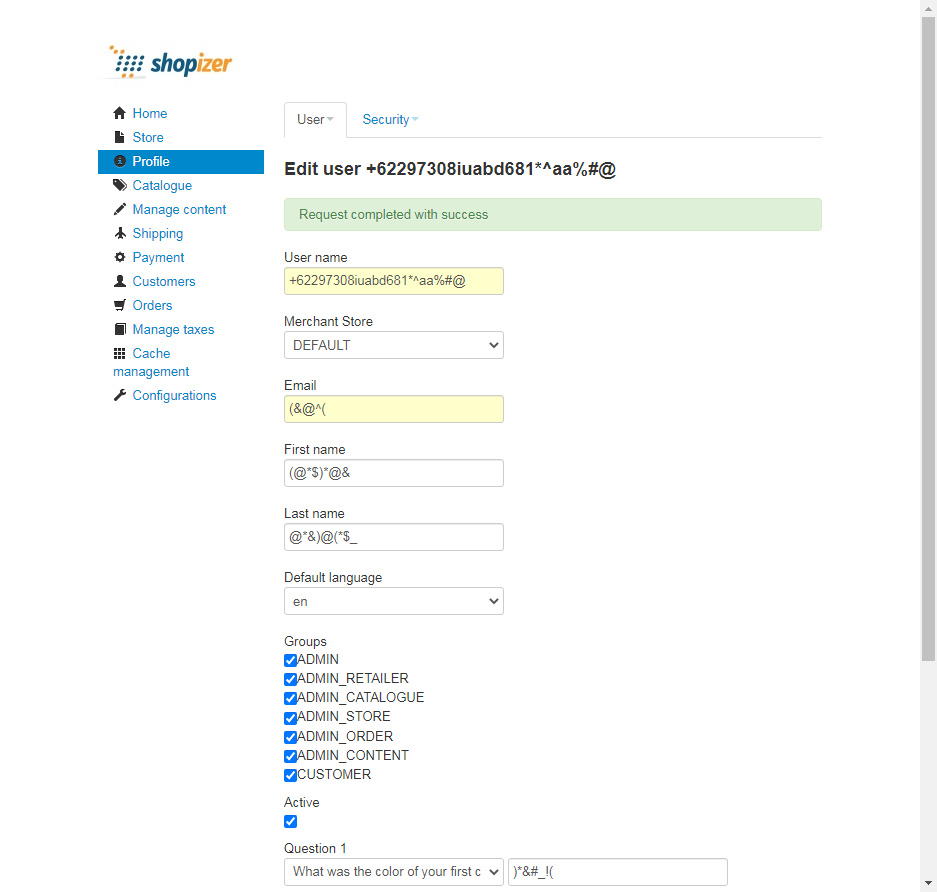 shopizer
Home
Store
Profile
Catalogue
Manage content
Shipping
Payment
Customers
Orders
Manage taxes
Cache
management
Configurations
User Security
Edit user +62297308iuabd681*^aa%#@
Request completed with success
User name
+62297308iuabd681*^aa%#@
Merchant Store
DEFAULT
Email
(&@^(
First name
(@*$)*@&
Last name
@*&)@(*$_
Default language
en
Groups
ADMIN
ADMIN_RETAILER
ADMIN_CATALOGUE
ADMIN_STORE
ADMIN_ORDER
ADMIN_CONTENT
CUSTOMER
Active
Question 1
What was the color of your first c )*&#_!(